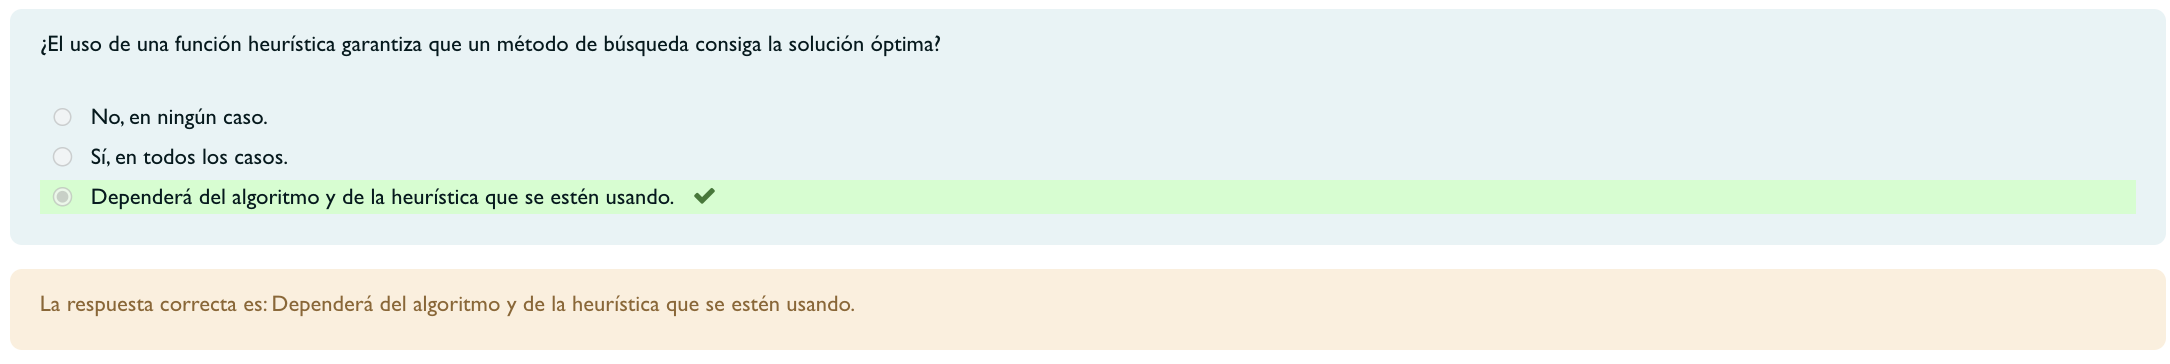 ¿El uso de una función heurística garantiza que un método de búsqueda consiga la solución óptima?
No, en ningún caso.
Sí, en todos los casos.
Dependerá del algoritmo y de la heurística que se estén usando.
La respuesta correcta es: Dependerá del algoritmo y de la heurística que se estén usando.